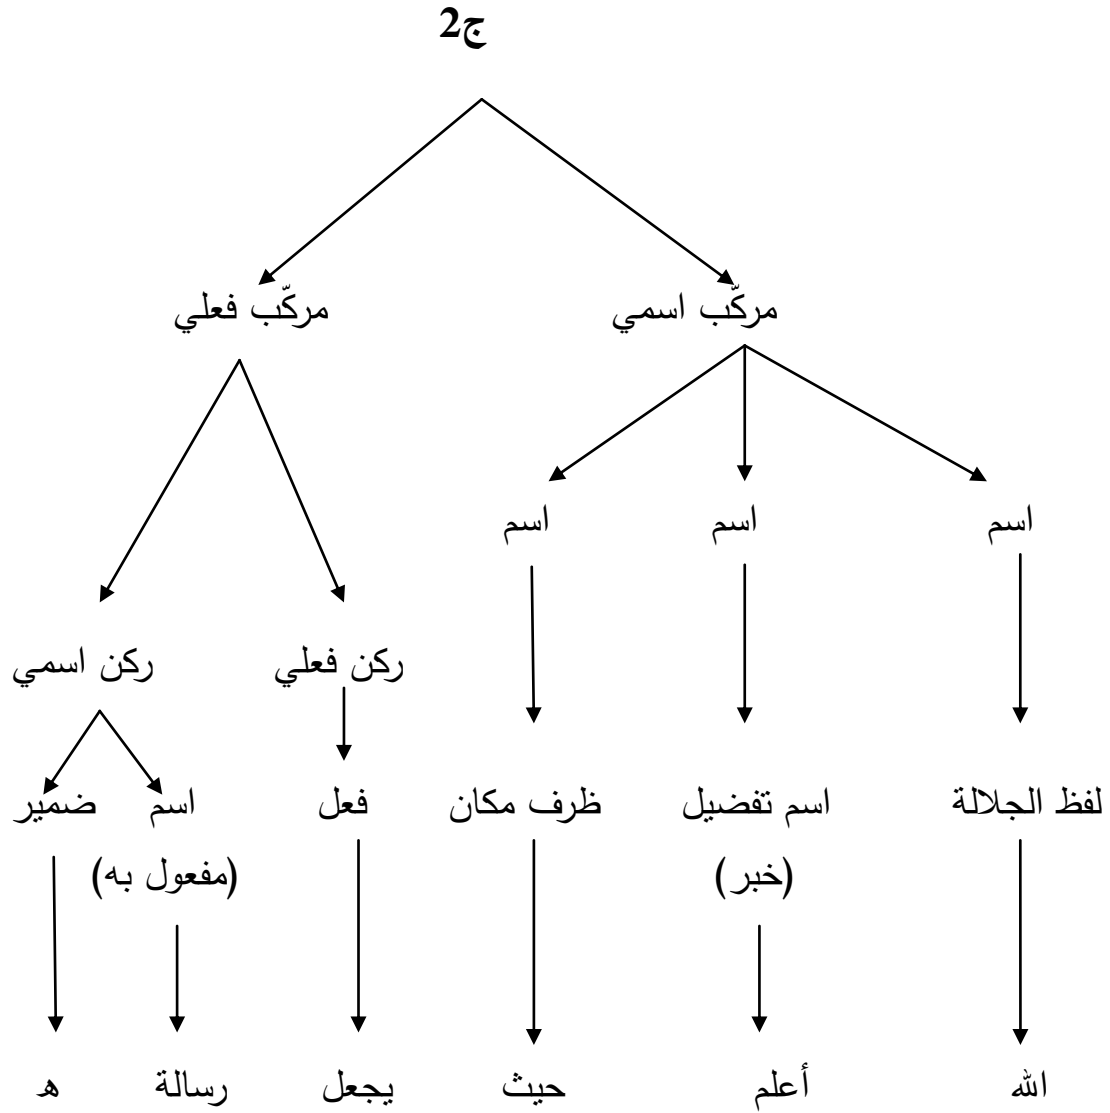 ج2
مركّب اسمي مركّب فعلي
اسم اسم اسم
ركن فعلي ركن اسمي
لفظ الجلالة اسم تفضيل ظرف مكان فعل اسم ضمير
(خبر) (مفعول به)
الله أعلم حيث يجعل رسالة ه